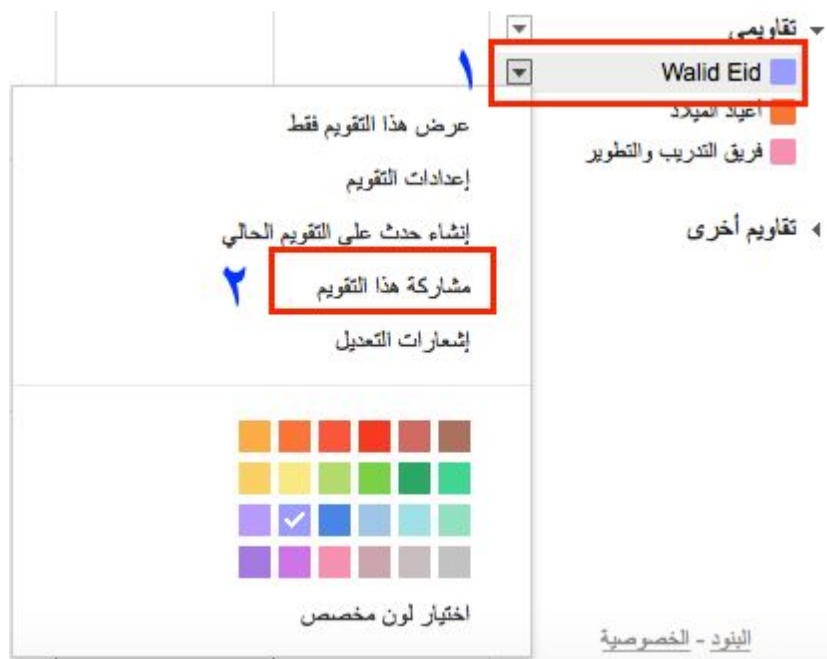 تقاويمي
Walid Eid
أعياد الميلاد
فريق التدريب والتطوير
تقاويم أخرى
١
عرض هذا التقويم فقط
إعدادات التقويم
إنشاء حدث على التقويم الحالي
مشاركة هذا التقويم
٢
إشعارات التعديل
اختيار لون مخصص
البنود - الخصوصية